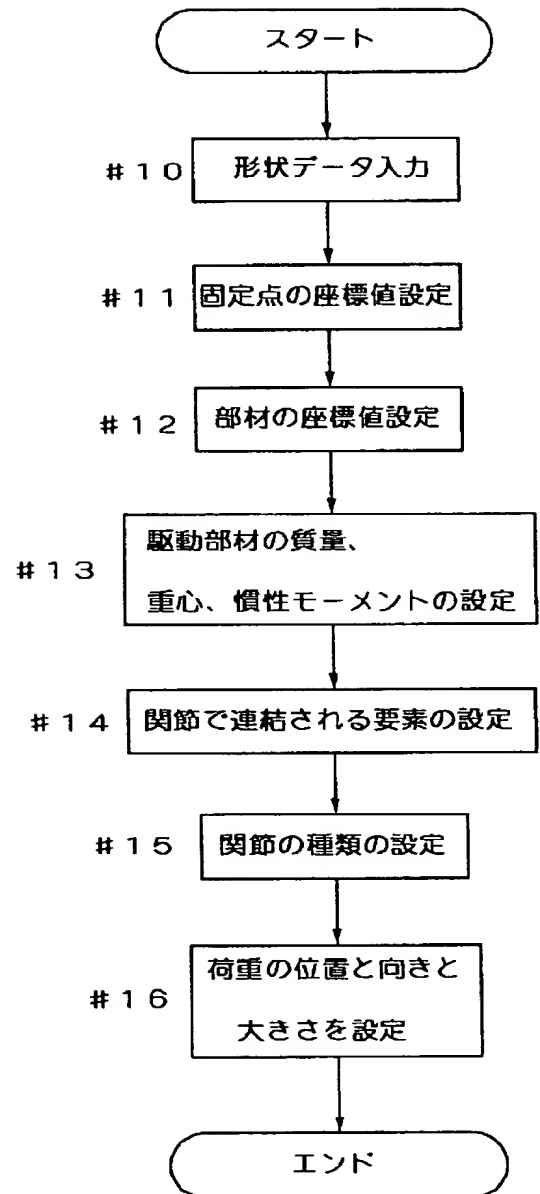 スタート
#10 形状データ入力
#11 固定点の座標値設定
#12 部材の座標値設定
駆動部材の質量、
#13
重心、慣性モーメントの設定
#14 関節で連結される要素の設定
#15 関節の種類の設定
荷重の位置と向きと
#16
大きさを設定
エンド